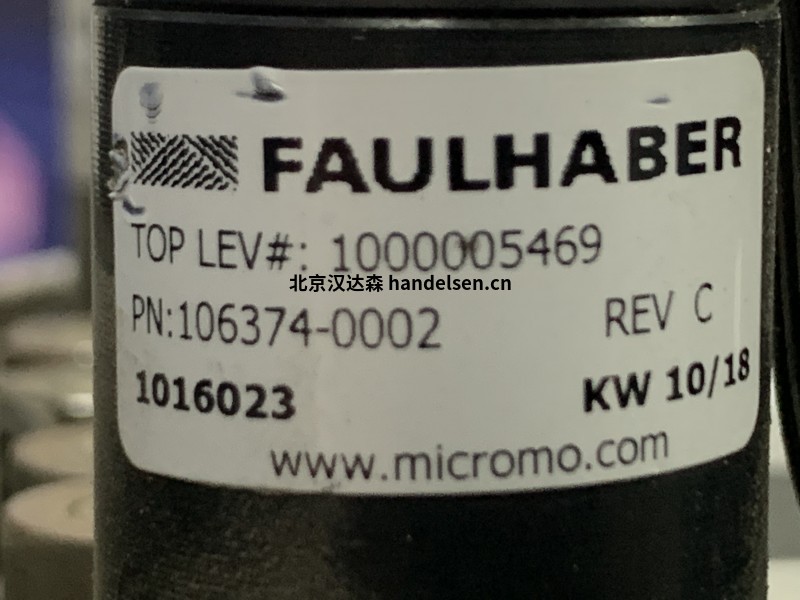 FAULHABER
TOP LEV#: 1000005469
北京汉达森 handelsen.cn
PN:106374-0002 REV C
1016023 KW 10/18
www.micromo.com